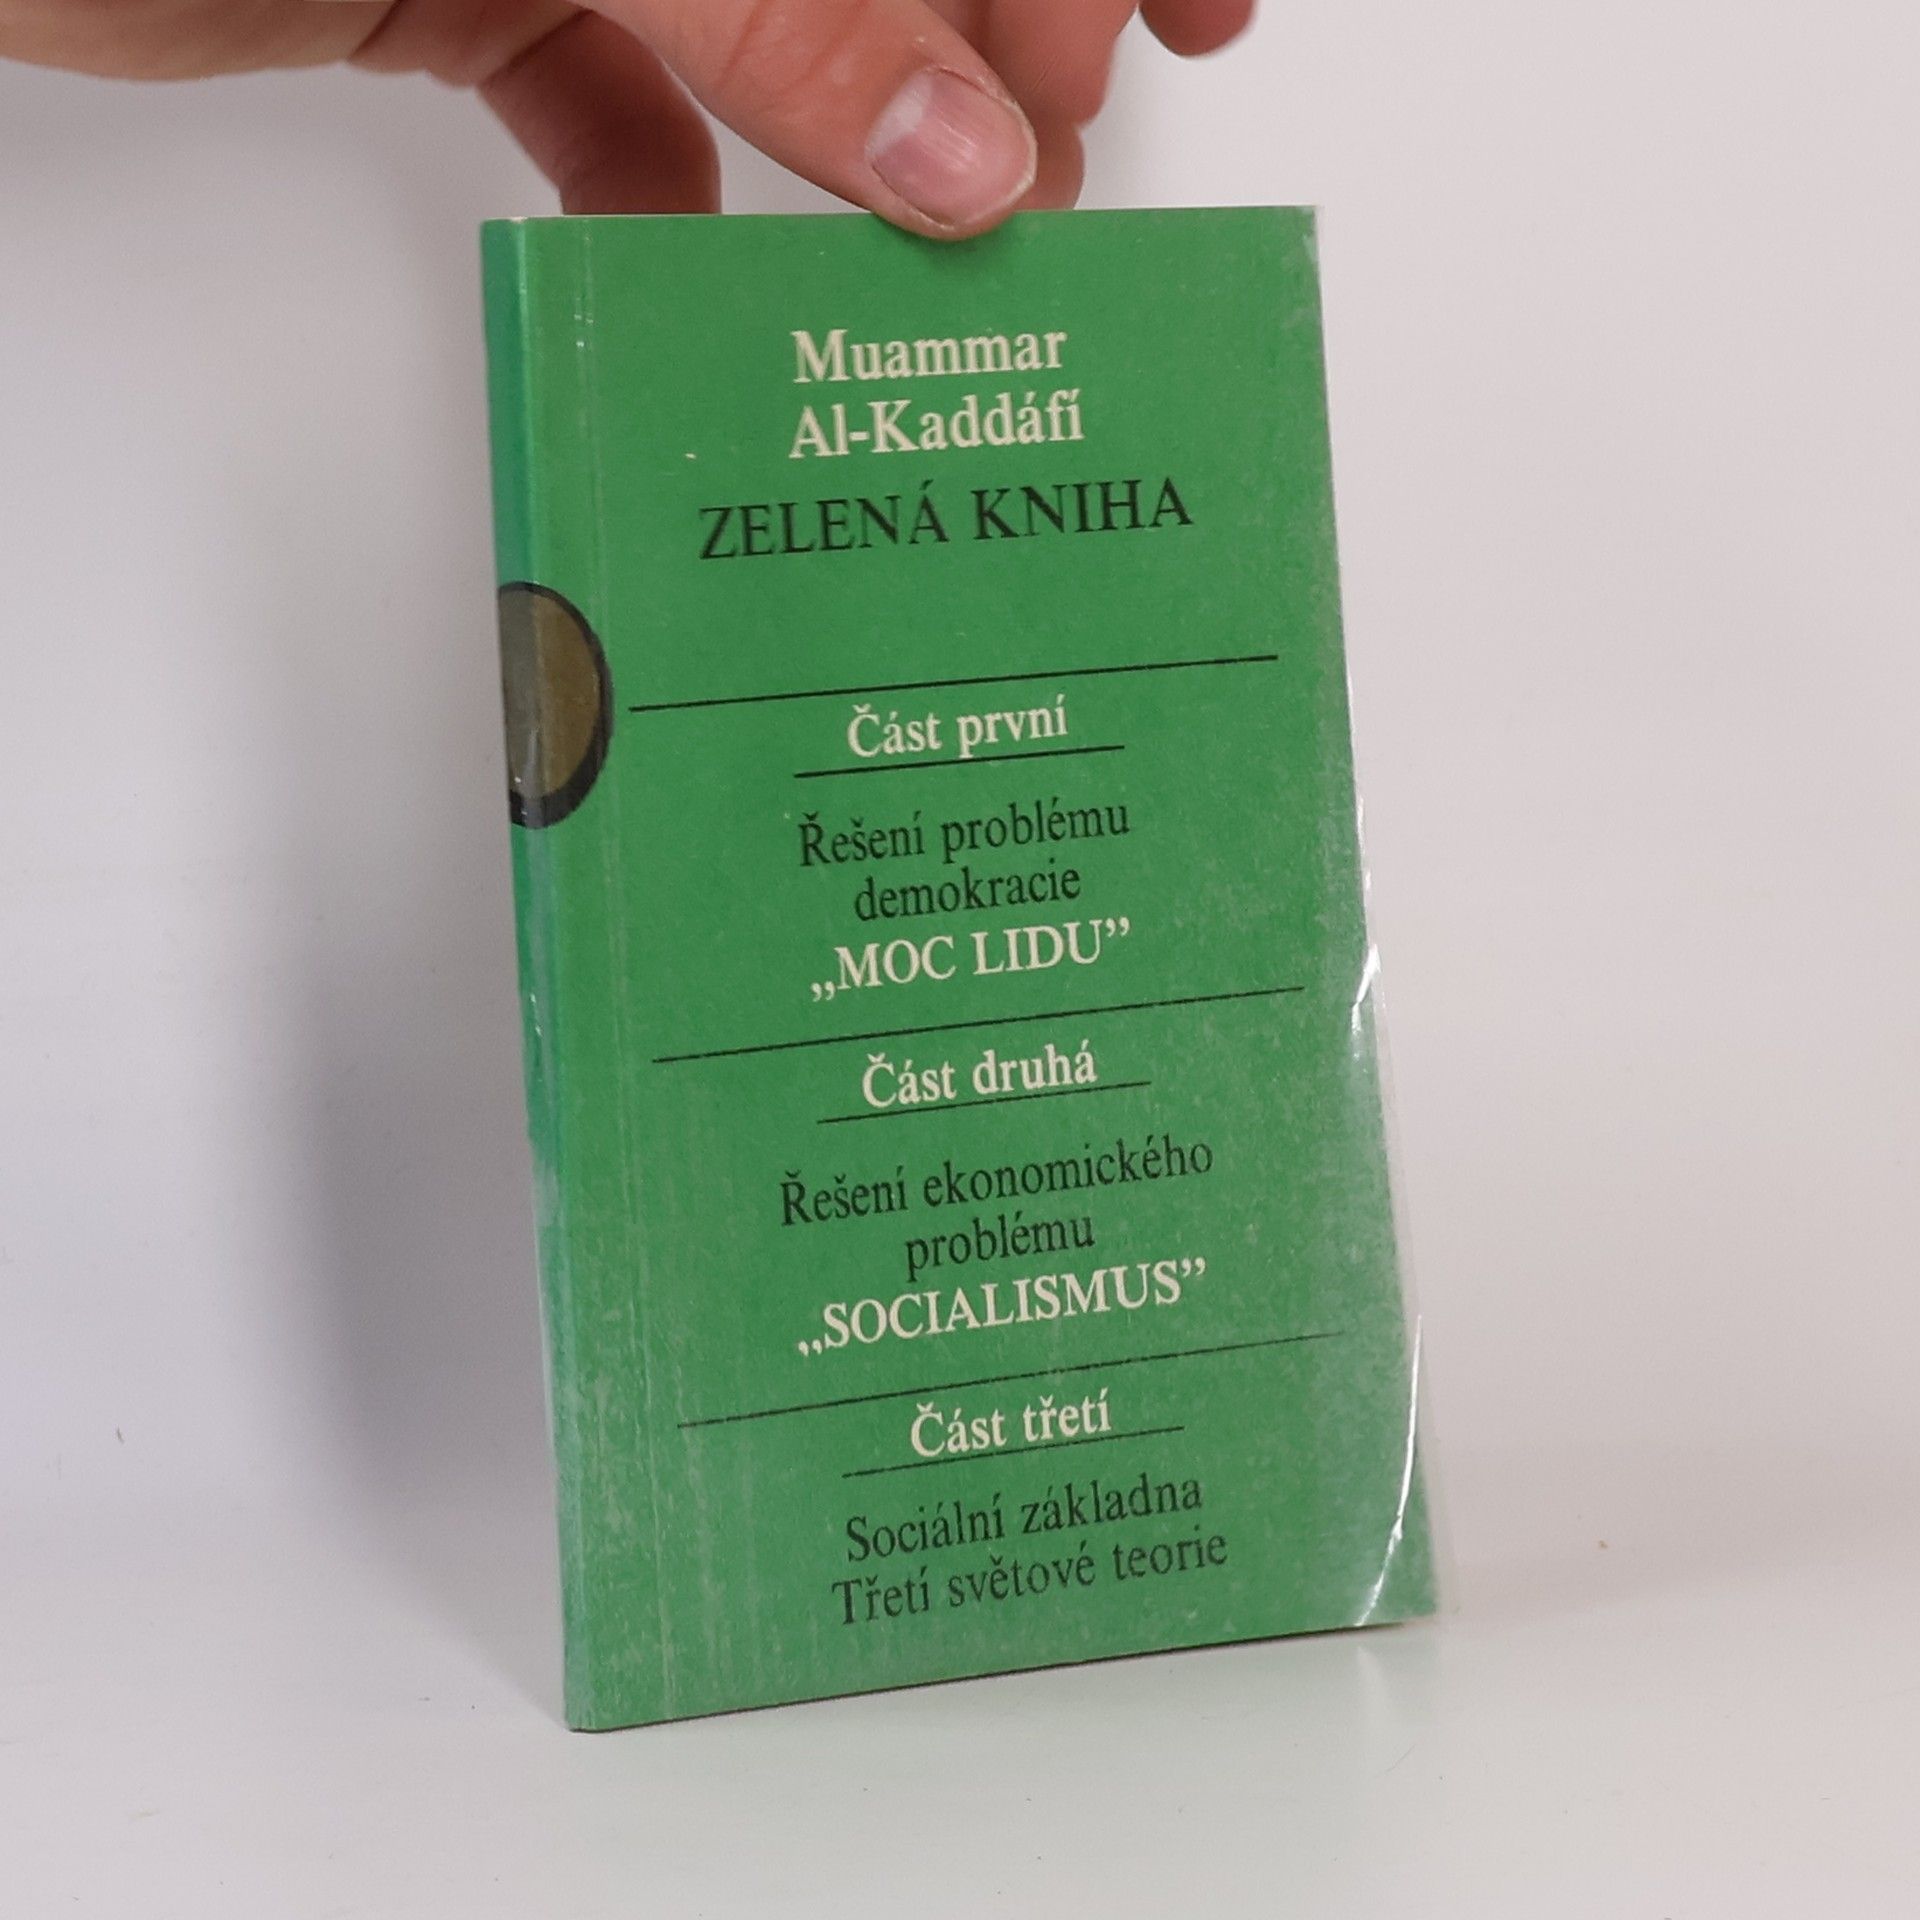 Muammar
Al-Kaddáfí
ZELENÁ KNIHA
Část první
Řešení problému
demokracie
„MOC LIDU”
Část druhá
Řešení ekonomického
problému
„SOCIALISMUS”
Část třetí
Sociální základna
Třetí světové teorie